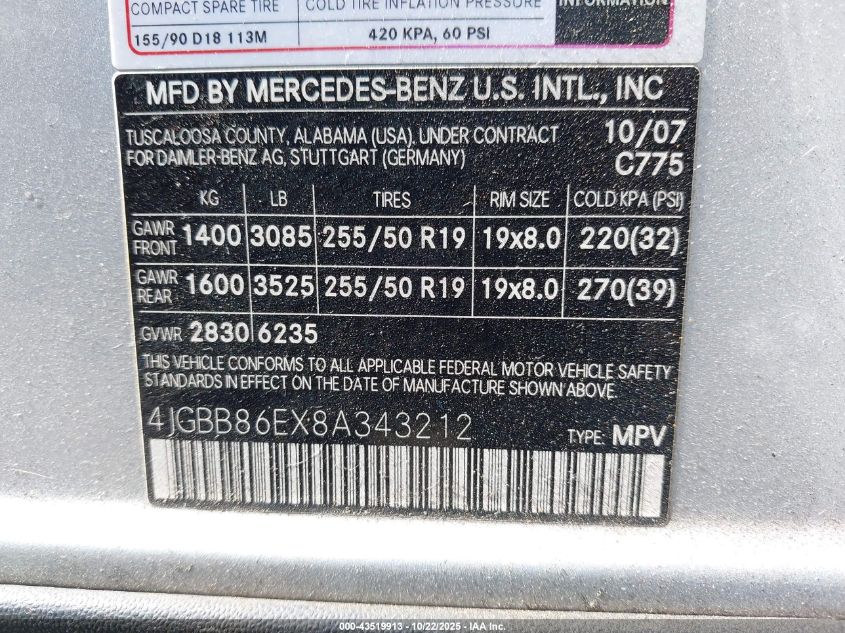 COMPACT SPARE TIRE COLD TIRE INFLATION PRESSURE INFORMATION
155/90 D18 113M 420 KPA, 60 PSI
MFD BY MERCEDES-BENZ U.S. INTL., INC
TUSCALOOSA COUNTY, ALABAMA (USA). UNDER CONTRACT 10/07
FOR DAIMLER-BENZ AG, STUTTGART (GERMANY) C775
KG LB TIRES RIM SIZE COLD KPA (PSI)
GAWR FRONT 1400 3085 255/50 R19 19x8.0 220(32)
GAWR REAR 1600 3525 255/50 R19 19x8.0 270(39)
GVWR 2830 6235
THIS VEHICLE CONFORMS TO ALL APPLICABLE FEDERAL MOTOR VEHICLE SAFETY
STANDARDS IN EFFECT ON THE DATE OF MANUFACTURE SHOWN ABOVE.
4JGBB86EX8A343212 TYPE: MPV
000-43519913 - 10/22/2025 - IAA Inc.